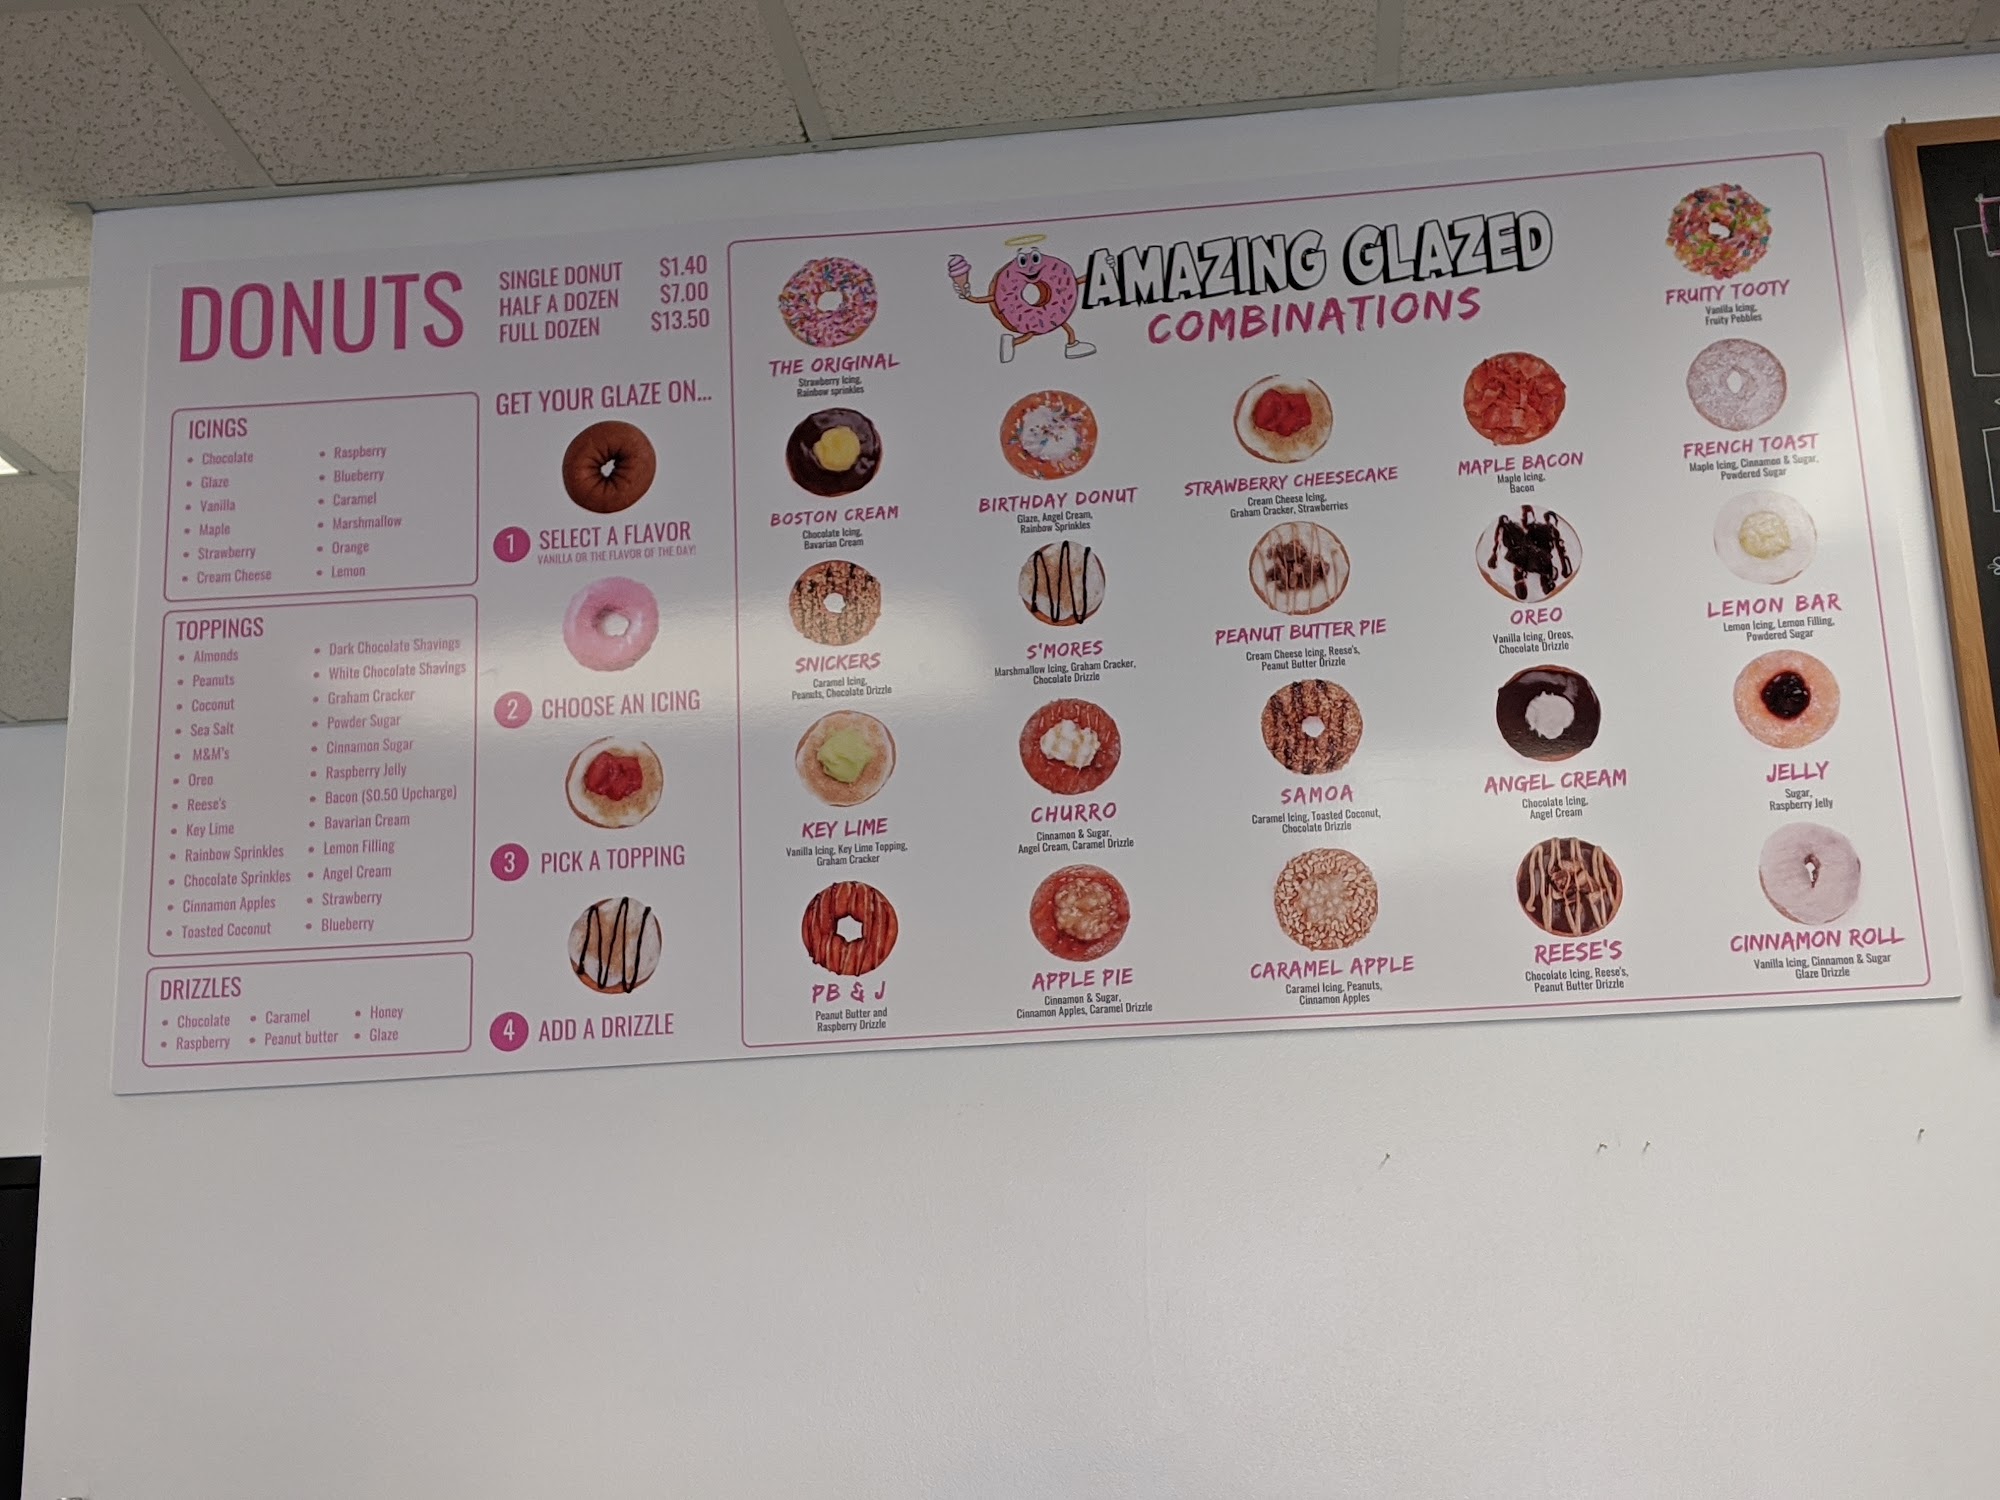 DONUTS
SINGLE DONUT $1.40
HALF A DOZEN $7.00
FULL DOZEN $13.50
ICINGS
• Chocolate
• Glaze
• Vanilla
• Maple
• Strawberry
• Cream Cheese
• Raspberry
• Blueberry
• Caramel
• Marshmallow
• Orange
• Lemon
TOPPINGS
• Almonds
• Peanuts
• Coconut
• Sea Salt
• M&M's
• Oreo
• Reese's
• Key Lime
• Rainbow Sprinkles
• Chocolate Sprinkles
• Cinnamon Apples
• Toasted Coconut
• Dark Chocolate Shavings
• White Chocolate Shavings
• Graham Cracker
• Powder Sugar
• Cinnamon Sugar
• Raspberry Jelly
• Bacon ($0.50 Upcharge)
• Bavarian Cream
• Lemon Filling
• Angel Cream
• Strawberry
• Blueberry
DRIZZLES
• Chocolate
• Raspberry
• Caramel
• Peanut butter
• Honey
• Glaze
GET YOUR GLAZE ON...
1 SELECT A FLAVOR
VANILLA OR THE FLAVOR OF THE DAY!
2 CHOOSE AN ICING
3 PICK A TOPPING
4 ADD A DRIZZLE
AMAZING GLAZED
COMBINATIONS
THE ORIGINAL
Strawberry Icing,
Rainbow sprinkles
BOSTON CREAM
Chocolate Icing,
Bavarian Cream
SNICKERS
Caramel Icing,
Peanuts, Chocolate Drizzle
KEY LIME
Vanilla Icing, Key Lime Topping,
Graham Cracker
PB & J
Peanut Butter and
Raspberry Drizzle
BIRTHDAY DONUT
Glaze, Angel Cream,
Rainbow Sprinkles
S'MORES
Marshmallow Icing, Graham Cracker,
Chocolate Drizzle
CHURRO
Cinnamon & Sugar,
Angel Cream, Caramel Drizzle
APPLE PIE
Cinnamon & Sugar,
Cinnamon Apples, Caramel Drizzle
STRAWBERRY CHEESECAKE
Cream Cheese Icing,
Graham Cracker, Strawberries
PEANUT BUTTER PIE
Cream Cheese Icing, Reese's,
Peanut Butter Drizzle
SAMOA
Caramel Icing, Toasted Coconut,
Chocolate Drizzle
CARAMEL APPLE
Caramel Icing, Peanuts,
Cinnamon Apples
MAPLE BACON
Maple Icing,
Bacon
OREO
Vanilla Icing, Oreos,
Chocolate Drizzle
ANGEL CREAM
Chocolate Icing,
Angel Cream
REESE'S
Chocolate Icing, Reese's,
Peanut Butter Drizzle
FRUITY TOOTY
Vanilla Icing,
Fruity Pebbles
FRENCH TOAST
Maple Icing, Cinnamon & Sugar,
Powdered Sugar
LEMON BAR
Lemon Icing, Lemon Filling,
Powdered Sugar
JELLY
Sugar,
Raspberry Jelly
CINNAMON ROLL
Vanilla Icing, Cinnamon & Sugar
Glaze Drizzle